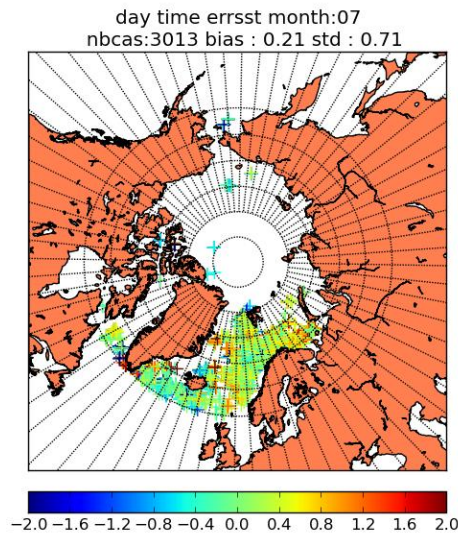 day time errsst month:07
nbcas:3013 bias : 0.21 std : 0.71
−2.0 −1.6 −1.2 −0.8 −0.4 0.0 0.4 0.8 1.2 1.6 2.0